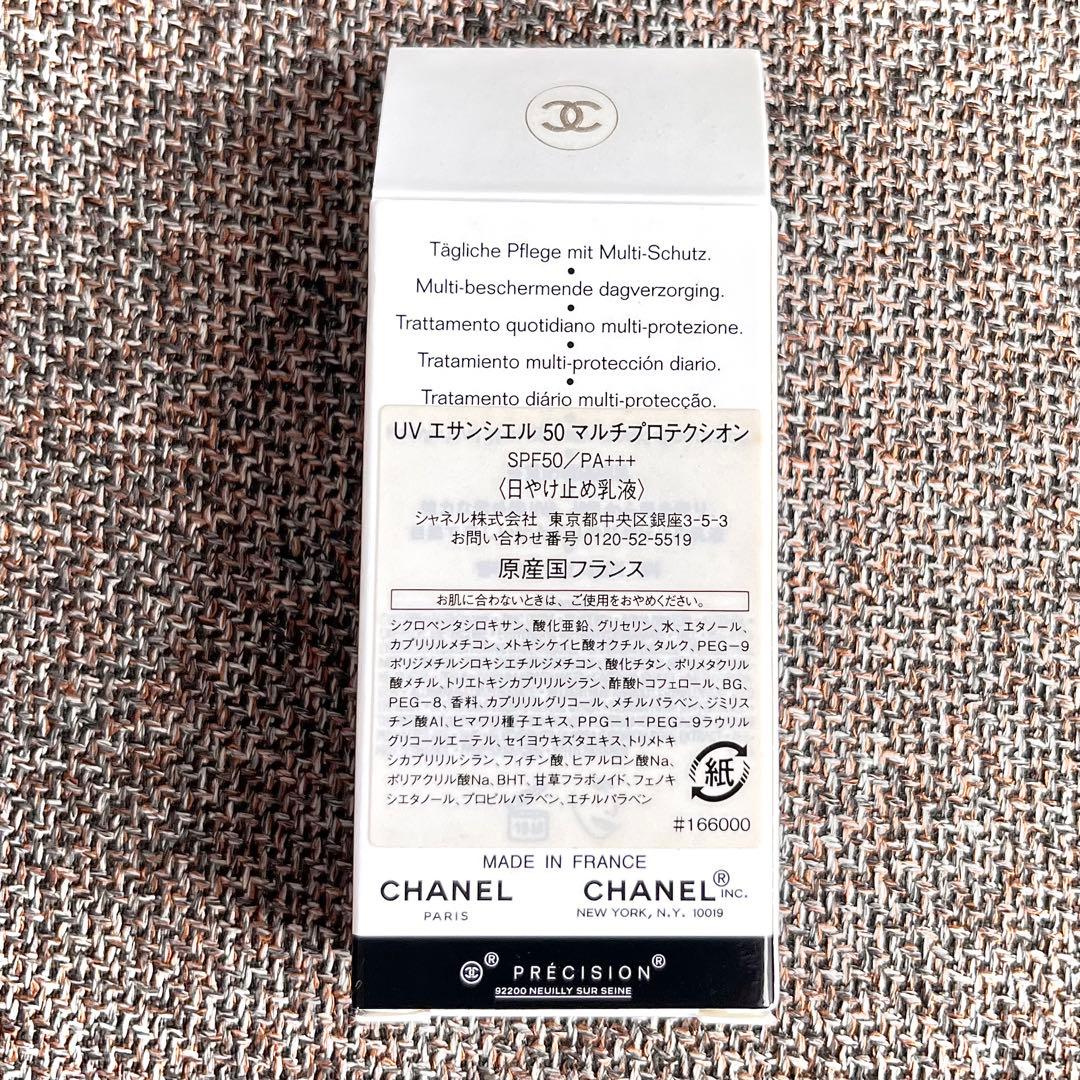 Tägliche Pflege mit Multi-Schutz.
•
Multi-beschermende dagverzorging.
•
Trattamento quotidiano multi-protezione.
•
Tratamiento multi-protección diario.
•
Tratamento diário multi-protecção.
UV エサンシエル 50 マルチプロテクシオン
SPF50／PA+++
〈日やけ止め乳液〉
シャネル株式会社 東京都中央区銀座3-5-3
お問い合わせ番号 0120-52-5519
原産国フランス
お肌に合わないときは、ご使用をおやめください。
シクロペンタシロキサン、酸化亜鉛、グリセリン、水、エタノール、
カプリリルメチコン、メトキシケイヒ酸オクチル、タルク、PEG－9
ポリジメチルシロキシエチルジメチコン、酸化チタン、ポリメタクリル
酸メチル、トリエトキシカプリリルシラン、酢酸トコフェロール、BG、
PEG－8、香料、カプリリルグリコール、メチルパラベン、ジミリス
チン酸Al、ヒマワリ種子エキス、PPG－1－PEG－9ラウリル
グリコールエーテル、セイヨウキズタエキス、トリメトキ
シカプリリルシラン、フィチン酸、ヒアルロン酸Na、
ポリアクリル酸Na、BHT、甘草フラボノイド、フェノキ
シエタノール、プロピルパラベン、エチルパラベン
紙
#166000
MADE IN FRANCE
CHANEL CHANEL® INC.
PARIS NEW YORK, N.Y. 10019
® PRÉCISION®
92200 NEUILLY SUR SEINE